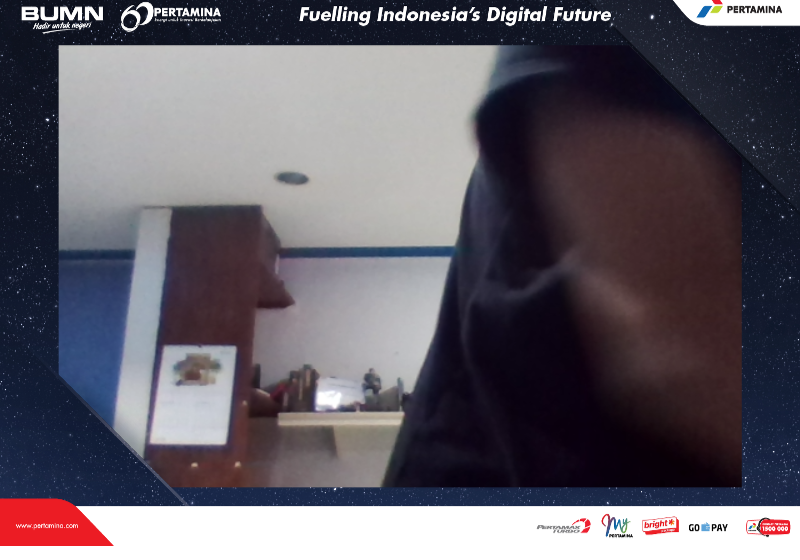 BUMN
Hadir untuk negeri
60 PERTAMINA
Fuelling Indonesia's Digital Future
PERTAMINA
www.pertamina.com
PERTAMAX
TURBO
my
PERTAMINA
bright
GO PAY
1500 000